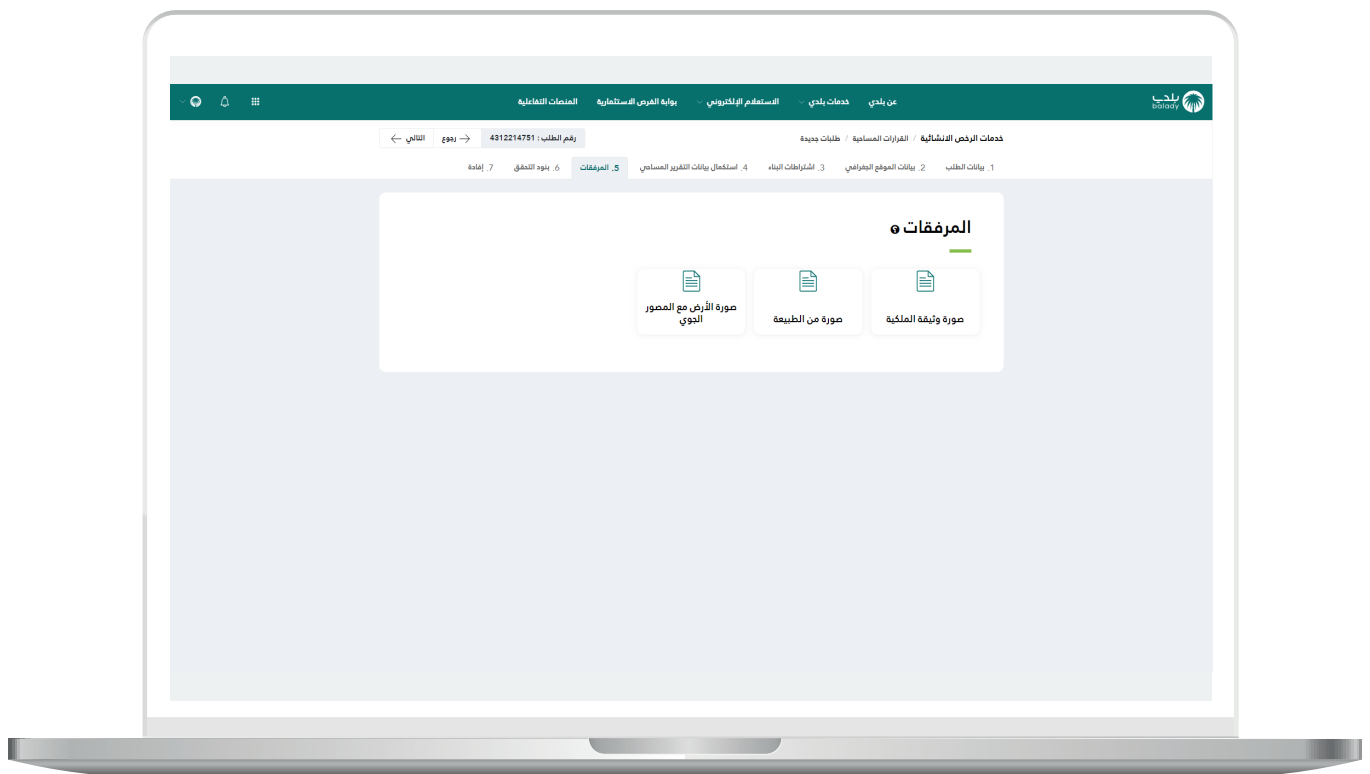 بلدي
balady
عن بلدي
خدمات بلدي
الاستعلام الإلكتروني
بوابة الفرص الاستثمارية
المنصات التفاعلية
خدمات الرخص الانشائية / القرارات المساحية / طلبات جديدة
رقم الطلب : 4312214751
رجوع
التالي
1. بيانات الطلب
2. بيانات الموقع الجغرافي
3. اشتراطات البناء
4. استكمال بيانات التقرير المساحي
5. المرفقات
6. بنود التحقق
7. إفادة
المرفقات
صورة وثيقة الملكية
صورة من الطبيعة
صورة الأرض مع المصور
الجوي